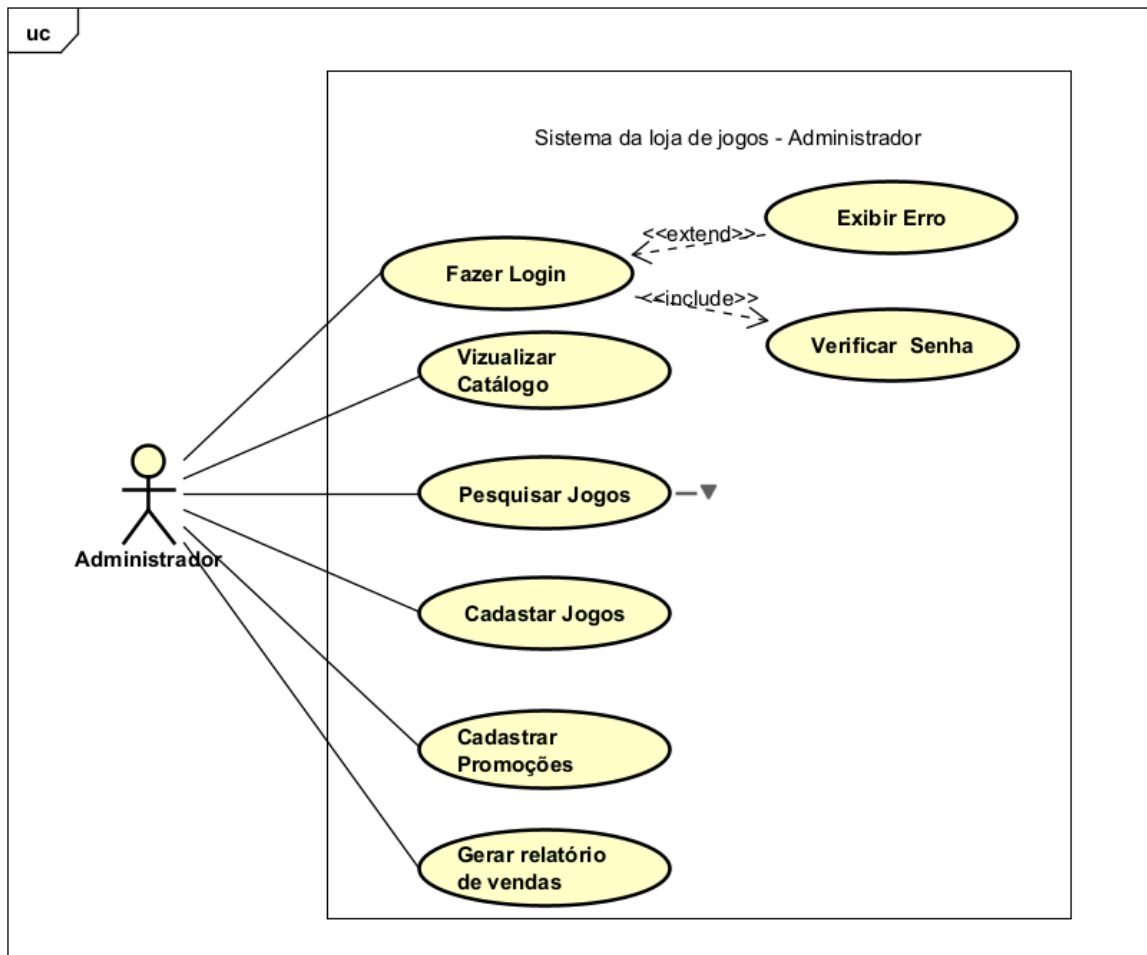 uc
Sistema da loja de jogos - Administrador
Exibir Erro
<<extend>>
Fazer Login
<<include>>
Verificar Senha
Vizualizar
Catálogo
Pesquisar Jogos
Administrador
Cadastar Jogos
Cadastrar
Promoções
Gerar relatório
de vendas